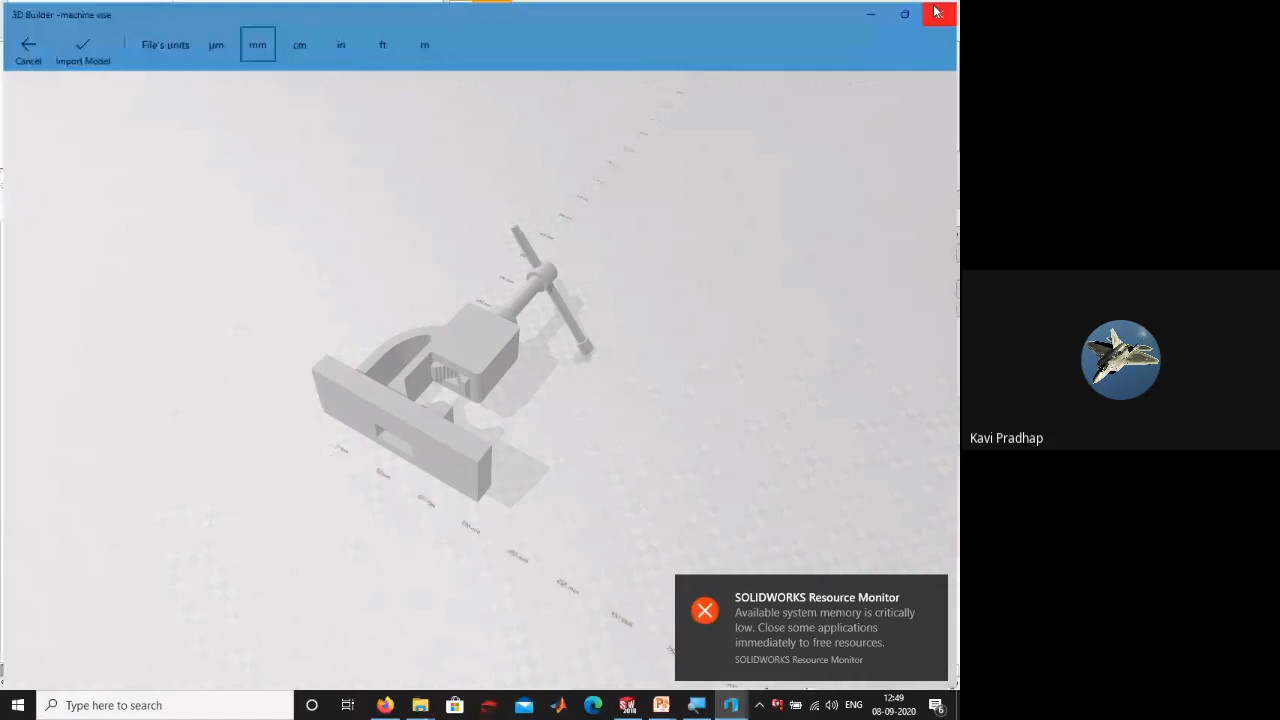 3D Builder - machine vise
File's units µm mm cm in ft m
Cancel Import Model
Kavi Pradhap
SOLIDWORKS Resource Monitor
Available system memory is critically
low. Close some applications
immediately to free resources.
SOLIDWORKS Resource Monitor
Type here to search
ENG
12:49
08-09-2020
6